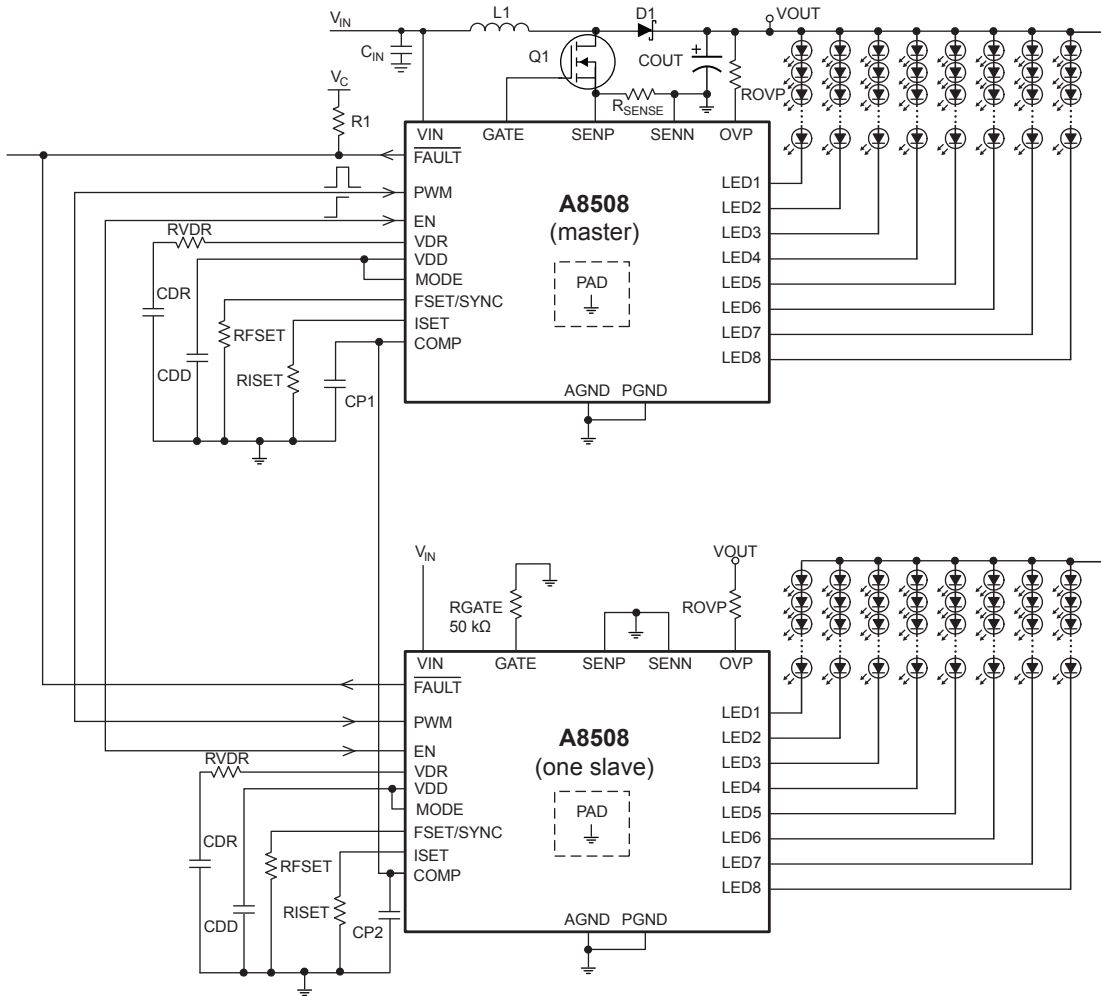 L1
D1
VOUT
VIN
CIN
Q1
COUT
ROVP
RSENSE
VC
R1
VIN
GATE
SENP
SENN
OVP
FAULT
PWM
EN
VDR
VDD
MODE
FSET/SYNC
ISET
COMP
A8508
(master)
PAD
LED1
LED2
LED3
LED4
LED5
LED6
LED7
LED8
AGND
PGND
RVDR
CDR
CDD
RFSET
RISET
CP1
VIN
RGATE
50 kΩ
VOUT
ROVP
VIN
GATE
SENP
SENN
OVP
FAULT
PWM
EN
VDR
VDD
MODE
FSET/SYNC
ISET
COMP
A8508
(one slave)
PAD
LED1
LED2
LED3
LED4
LED5
LED6
LED7
LED8
AGND
PGND
RVDR
CDR
CDD
RFSET
RISET
CP2